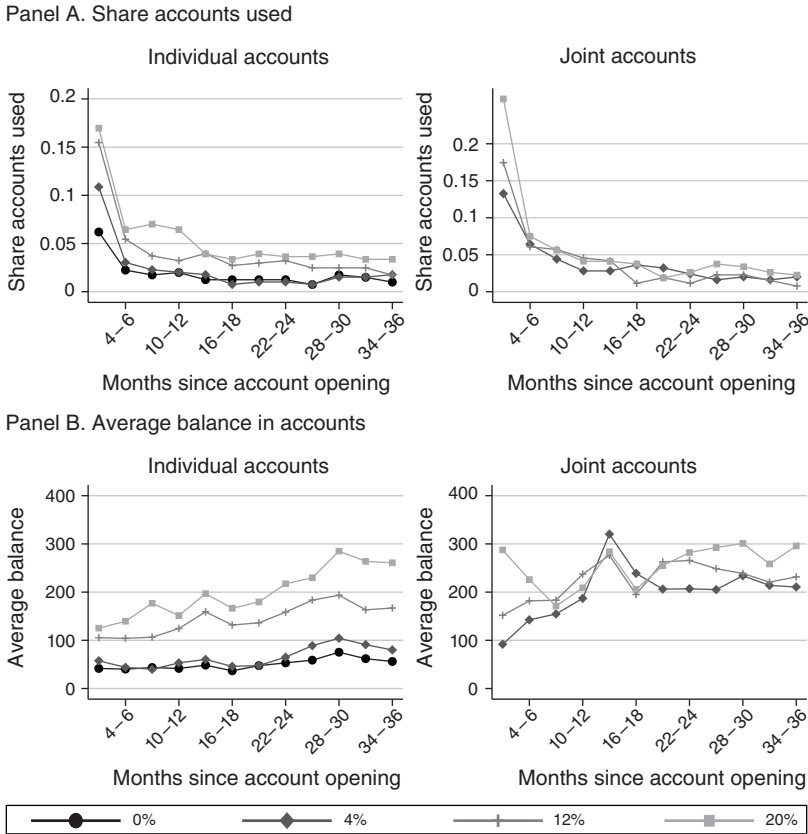 Panel A. Share accounts used
Individual accounts
Share accounts used
0.2
0.15
0.1
0.05
0
4–6
10–12
16–18
22–24
28–30
34–36
Months since account opening
Joint accounts
Share accounts used
0.2
0.15
0.1
0.05
0
4–6
10–12
16–18
22–24
28–30
34–36
Months since account opening
Panel B. Average balance in accounts
Individual accounts
Average balance
400
300
200
100
0
4–6
10–12
16–18
22–24
28–30
34–36
Months since account opening
Joint accounts
Average balance
400
300
200
100
0
4–6
10–12
16–18
22–24
28–30
34–36
Months since account opening
0% 4% 12% 20%